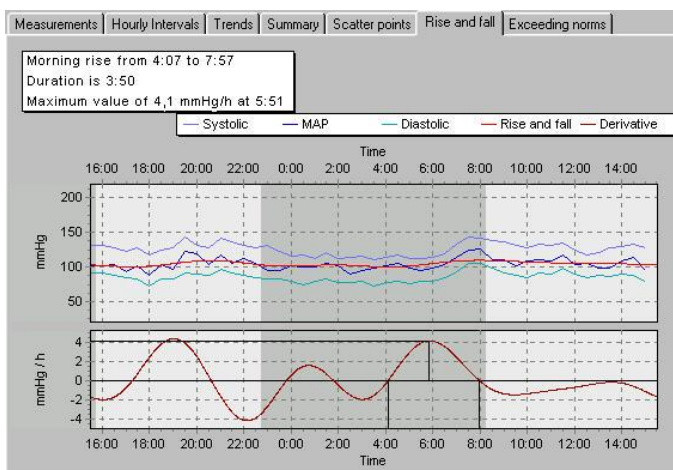 Measurements Hourly Intervals Trends Summary Scatter points Rise and fall Exceeding norms
Morning rise from 4:07 to 7:57
Duration is 3:50
Maximum value of 4,1 mmHg/h at 5:51
Systolic MAP Diastolic Rise and fall Derivative
Time
16:00 18:00 20:00 22:00 0:00 2:00 4:00 6:00 8:00 10:00 12:00 14:00
200
150
100
50
mmHg
4
2
0
-2
-4
mmHg / h
16:00 18:00 20:00 22:00 0:00 2:00 4:00 6:00 8:00 10:00 12:00 14:00
Time